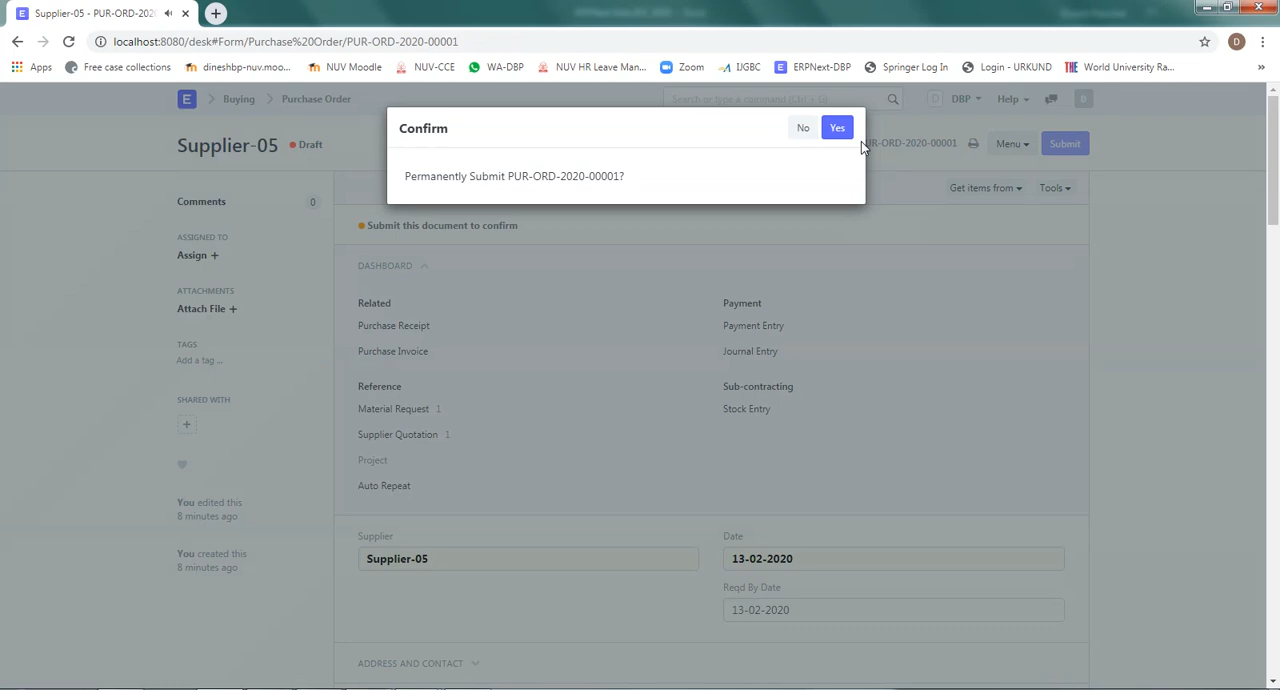 Supplier-05 - PUR-ORD-202
localhost:8080/desk#Form/Purchase%20Order/PUR-ORD-2020-00001
D
Apps
Free case collections
dineshbp-nuv.moo...
NUV Moodle
NUV-CCE
WA-DBP
NUV HR Leave Man...
Zoom
IJGBC
ERPNext-DBP
Springer Log In
Login - URKUND
THE World University Ra...
»
E
Buying
Purchase Order
Search or type a command (Ctrl + G)
D DBP
Help
D
Supplier-05
Draft
UR-ORD-2020-00001
Menu
Submit
Confirm
No
Yes
Permanently Submit PUR-ORD-2020-00001?
Get items from
Tools
Comments 0
ASSIGNED TO
Assign +
ATTACHMENTS
Attach File +
TAGS
Add a tag ...
SHARED WITH
+
You edited this
8 minutes ago
You created this
8 minutes ago
Submit this document to confirm
DASHBOARD
Related
Purchase Receipt
Purchase Invoice
Payment
Payment Entry
Journal Entry
Reference
Material Request 1
Supplier Quotation 1
Project
Auto Repeat
Sub-contracting
Stock Entry
Supplier
Supplier-05
Date
13-02-2020
Reqd By Date
13-02-2020
ADDRESS AND CONTACT